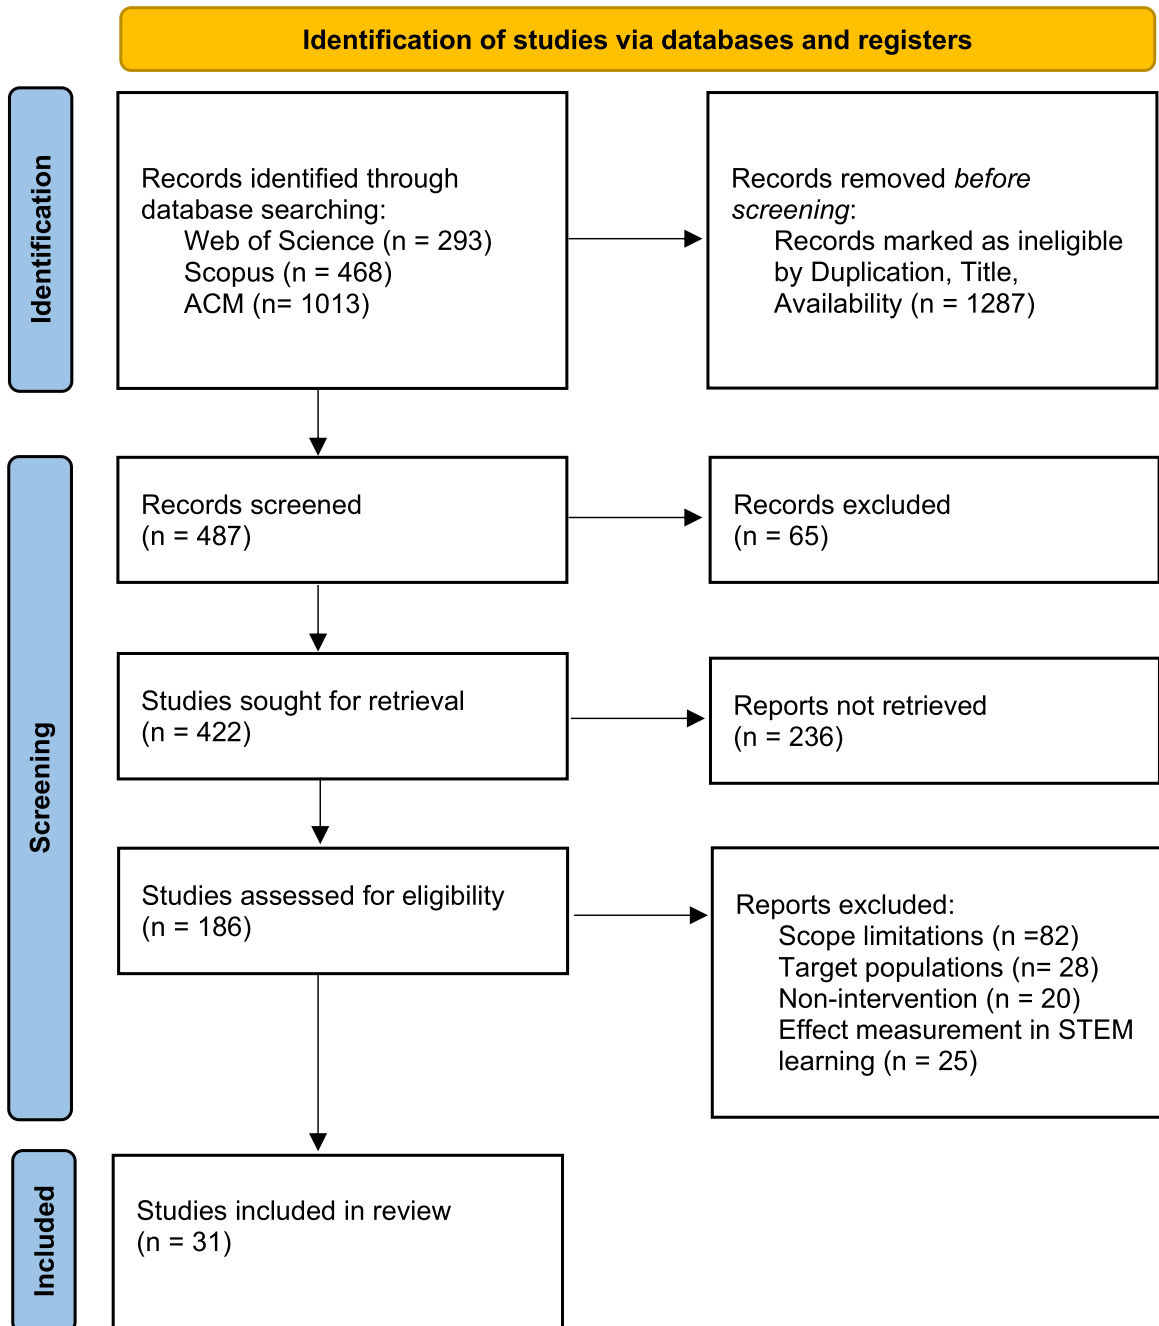 Identification of studies via databases and registers
Identification
Records identified through
database searching:
Web of Science (n = 293)
Scopus (n = 468)
ACM (n= 1013)
Records removed before
screening:
Records marked as ineligible
by Duplication, Title,
Availability (n = 1287)
Screening
Records screened
(n = 487)
Records excluded
(n = 65)
Studies sought for retrieval
(n = 422)
Reports not retrieved
(n = 236)
Studies assessed for eligibility
(n = 186)
Reports excluded:
Scope limitations (n =82)
Target populations (n= 28)
Non-intervention (n = 20)
Effect measurement in STEM
learning (n = 25)
Included
Studies included in review
(n = 31)